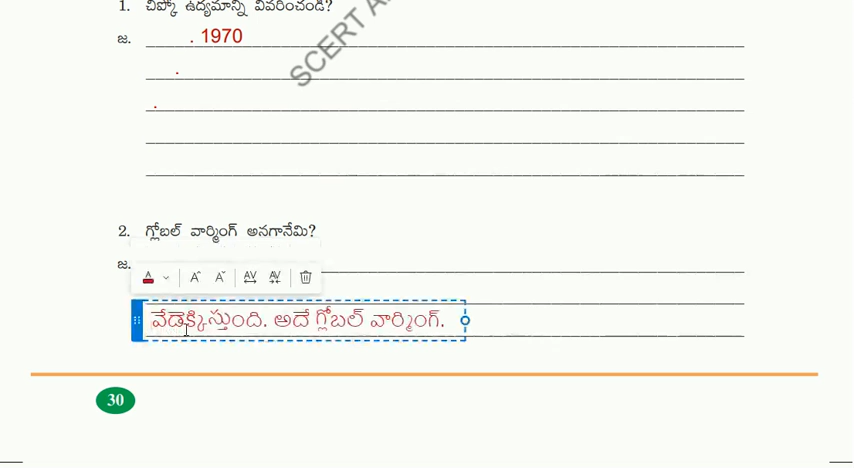 1. చిప్కో ఉద్యమాన్ని వివరించండి?
జ. . 1970
.
.
2. గ్లోబల్ వార్మింగ్ అనగానేమి?
జ.
వేడెక్కిస్తుంది. అదే గ్లోబల్ వార్మింగ్.
30
SCERT